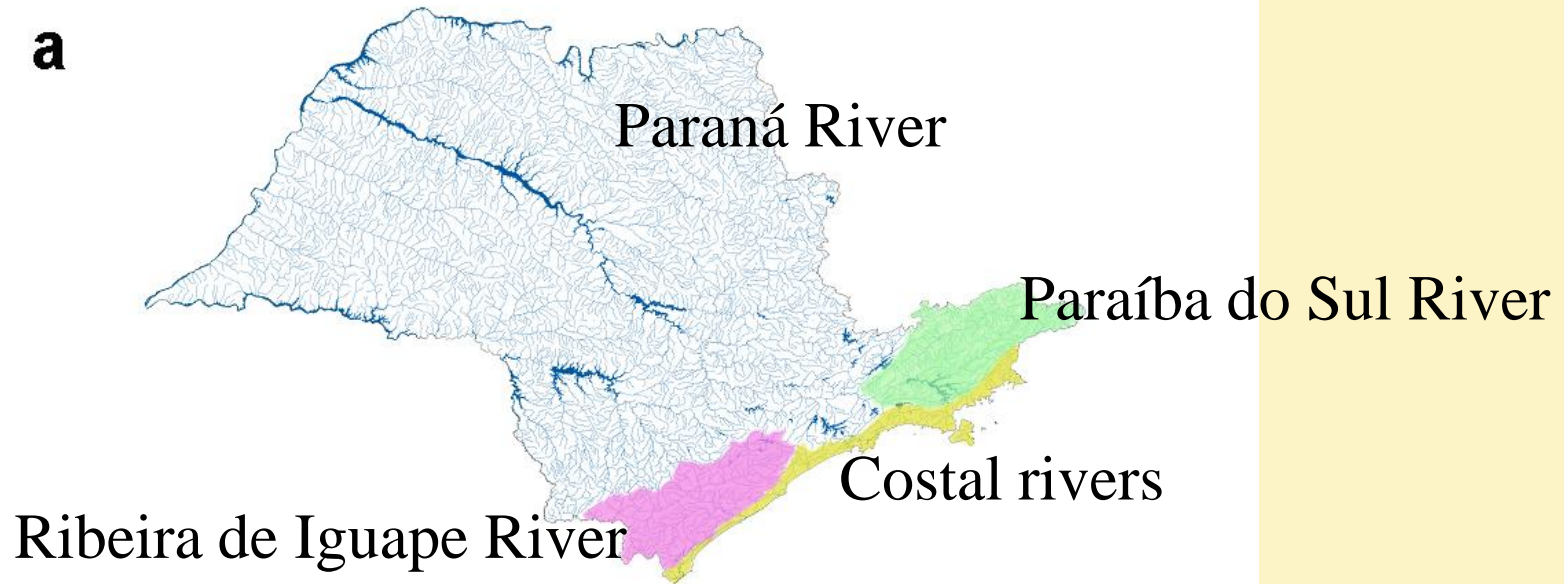 a
Paraná River
Paraíba do Sul River
Costal rivers
Ribeira de Iguape River